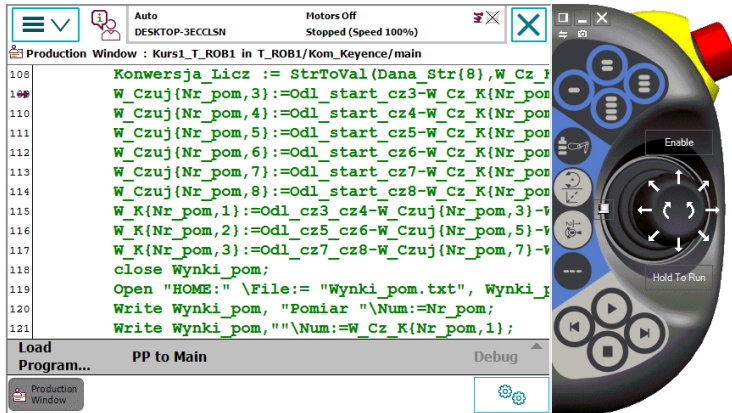 Auto
Motors Off
DESKTOP-3ECCLSN
Stopped (Speed 100%)
Production Window : Kurs1_T_ROB1 in T_ROB1/Kom_Keyence/main
108 Konwersja_Licz := StrToVal(Dana_Str{8},W_Cz_
109 W_Czuj{Nr_pom,3}:=Odl_start_cz3-W_Cz_K{Nr_pom
110 W_Czuj{Nr_pom,4}:=Odl_start_cz4-W_Cz_K{Nr_pom
111 W_Czuj{Nr_pom,5}:=Odl_start_cz5-W_Cz_K{Nr_pom
112 W_Czuj{Nr_pom,6}:=Odl_start_cz6-W_Cz_K{Nr_pom
113 W_Czuj{Nr_pom,7}:=Odl_start_cz7-W_Cz_K{Nr_pom
114 W_Czuj{Nr_pom,8}:=Odl_start_cz8-W_Cz_K{Nr_pom
115 W_K{Nr_pom,1}:=Odl_cz3_cz4-W_Czuj{Nr_pom,3}-W
116 W_K{Nr_pom,2}:=Odl_cz5_cz6-W_Czuj{Nr_pom,5}-W
117 W_K{Nr_pom,3}:=Odl_cz7_cz8-W_Czuj{Nr_pom,7}-W
118 close Wynki_pom;
119 Open "HOME:" \File:= "Wynki_pom.txt", Wynki_p
120 Write Wynki_pom, "Pomiar "\Num:=Nr_pom;
121 Write Wynki_pom,""\Num:=W_Cz_K{Nr_pom,1};
Load Program...
PP to Main
Debug
Production Window
Enable
Hold To Run